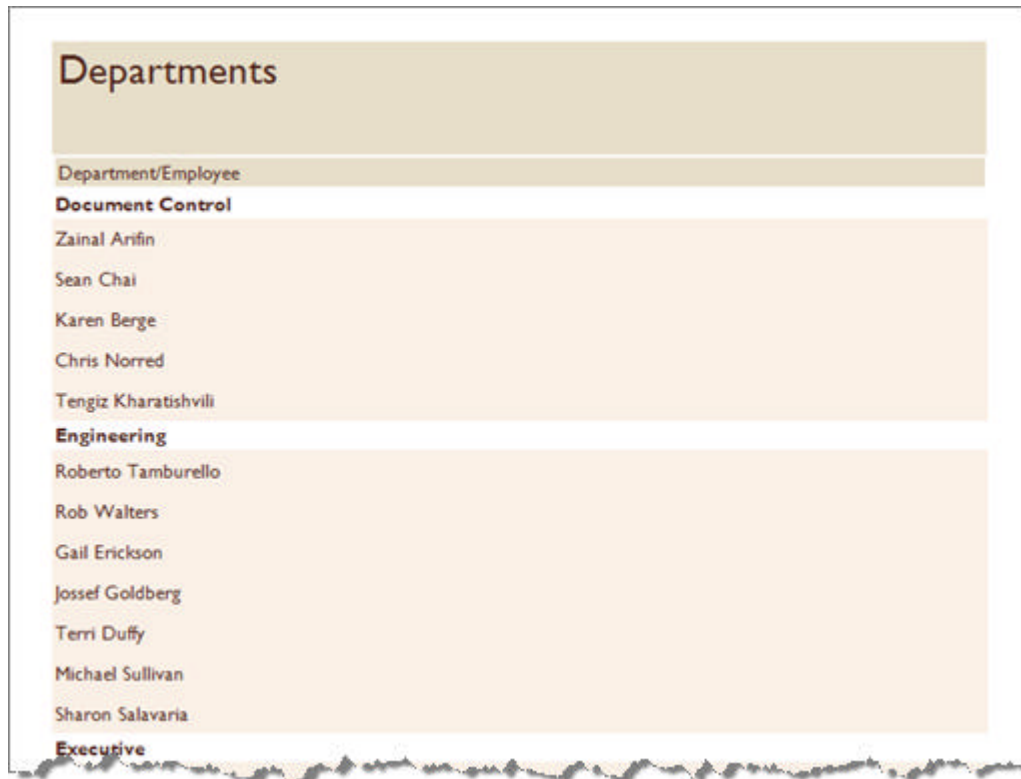 Departments
Department/Employee
Document Control
Zainal Arifin
Sean Chai
Karen Berge
Chris Norred
Tengiz Kharatishvili
Engineering
Roberto Tamburello
Rob Walters
Gail Erickson
Jossef Goldberg
Terri Duffy
Michael Sullivan
Sharon Salavaria
Executive